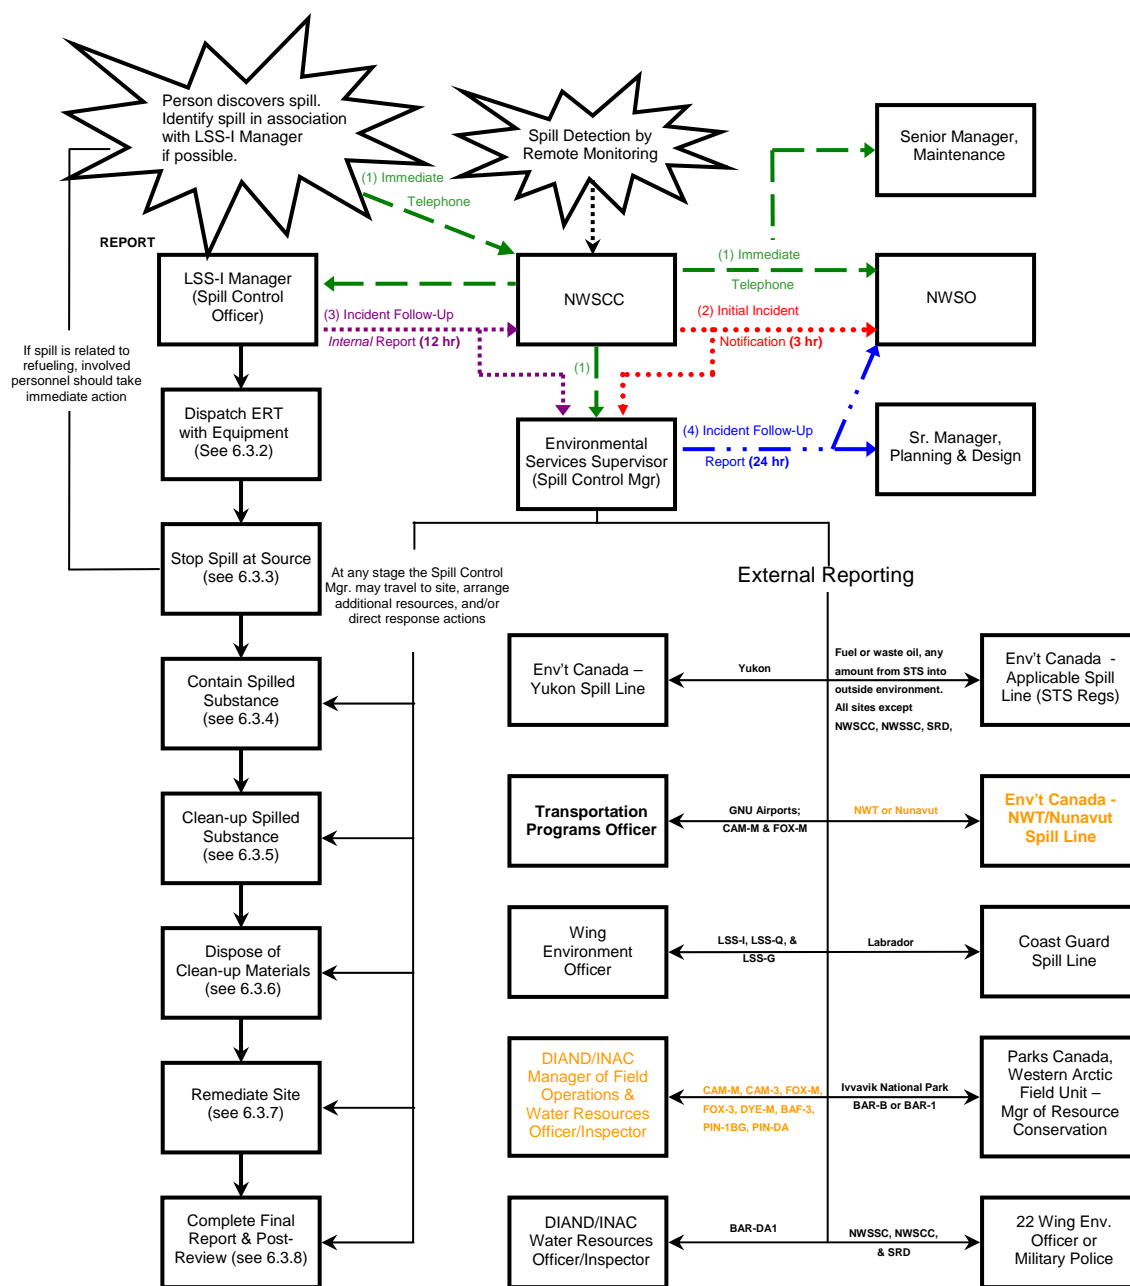 Person discovers spill.
Identify spill in association
with LSS-I Manager
if possible.
Spill Detection by
Remote Monitoring
Senior Manager,
Maintenance
(1) Immediate
Telephone
REPORT
LSS-I Manager
(Spill Control
Officer)
NWSCC
(1) Immediate
Telephone
NWSO
(3) Incident Follow-Up
Internal Report (12 hr)
(2) Initial Incident
Notification (3 hr)
(1)
If spill is related to
refueling, involved
personnel should take
immediate action
Dispatch ERT
with Equipment
(See 6.3.2)
Environmental
Services Supervisor
(Spill Control Mgr)
(4) Incident Follow-Up
Report (24 hr)
Sr. Manager,
Planning & Design
Stop Spill at Source
(see 6.3.3)
At any stage the Spill Control
Mgr. may travel to site, arrange
additional resources, and/or
direct response actions
External Reporting
Contain Spilled
Substance
(see 6.3.4)
Env't Canada –
Yukon Spill Line
Yukon
Fuel or waste oil, any
amount from STS into
outside environment.
All sites except
NWSCC, NWSSC, SRD,
Env't Canada -
Applicable Spill
Line (STS Regs)
Clean-up Spilled
Substance
(see 6.3.5)
Transportation
Programs Officer
GNU Airports;
CAM-M & FOX-M
NWT or Nunavut
Env't Canada -
NWT/Nunavut
Spill Line
Dispose of
Clean-up Materials
(see 6.3.6)
Wing
Environment
Officer
LSS-I, LSS-Q, &
LSS-G
Labrador
Coast Guard
Spill Line
Remediate Site
(see 6.3.7)
DIAND/INAC
Manager of Field
Operations &
Water Resources
Officer/Inspector
CAM-M, CAM-3, FOX-M,
FOX-3, DYE-M, BAF-3,
PIN-1BG, PIN-DA
Ivvavik National Park
BAR-B or BAR-1
Parks Canada,
Western Arctic
Field Unit –
Mgr of Resource
Conservation
Complete Final
Report & Post-
Review (see 6.3.8)
DIAND/INAC
Water Resources
Officer/Inspector
BAR-DA1
NWSSC, NWSCC,
& SRD
22 Wing Env.
Officer or
Military Police